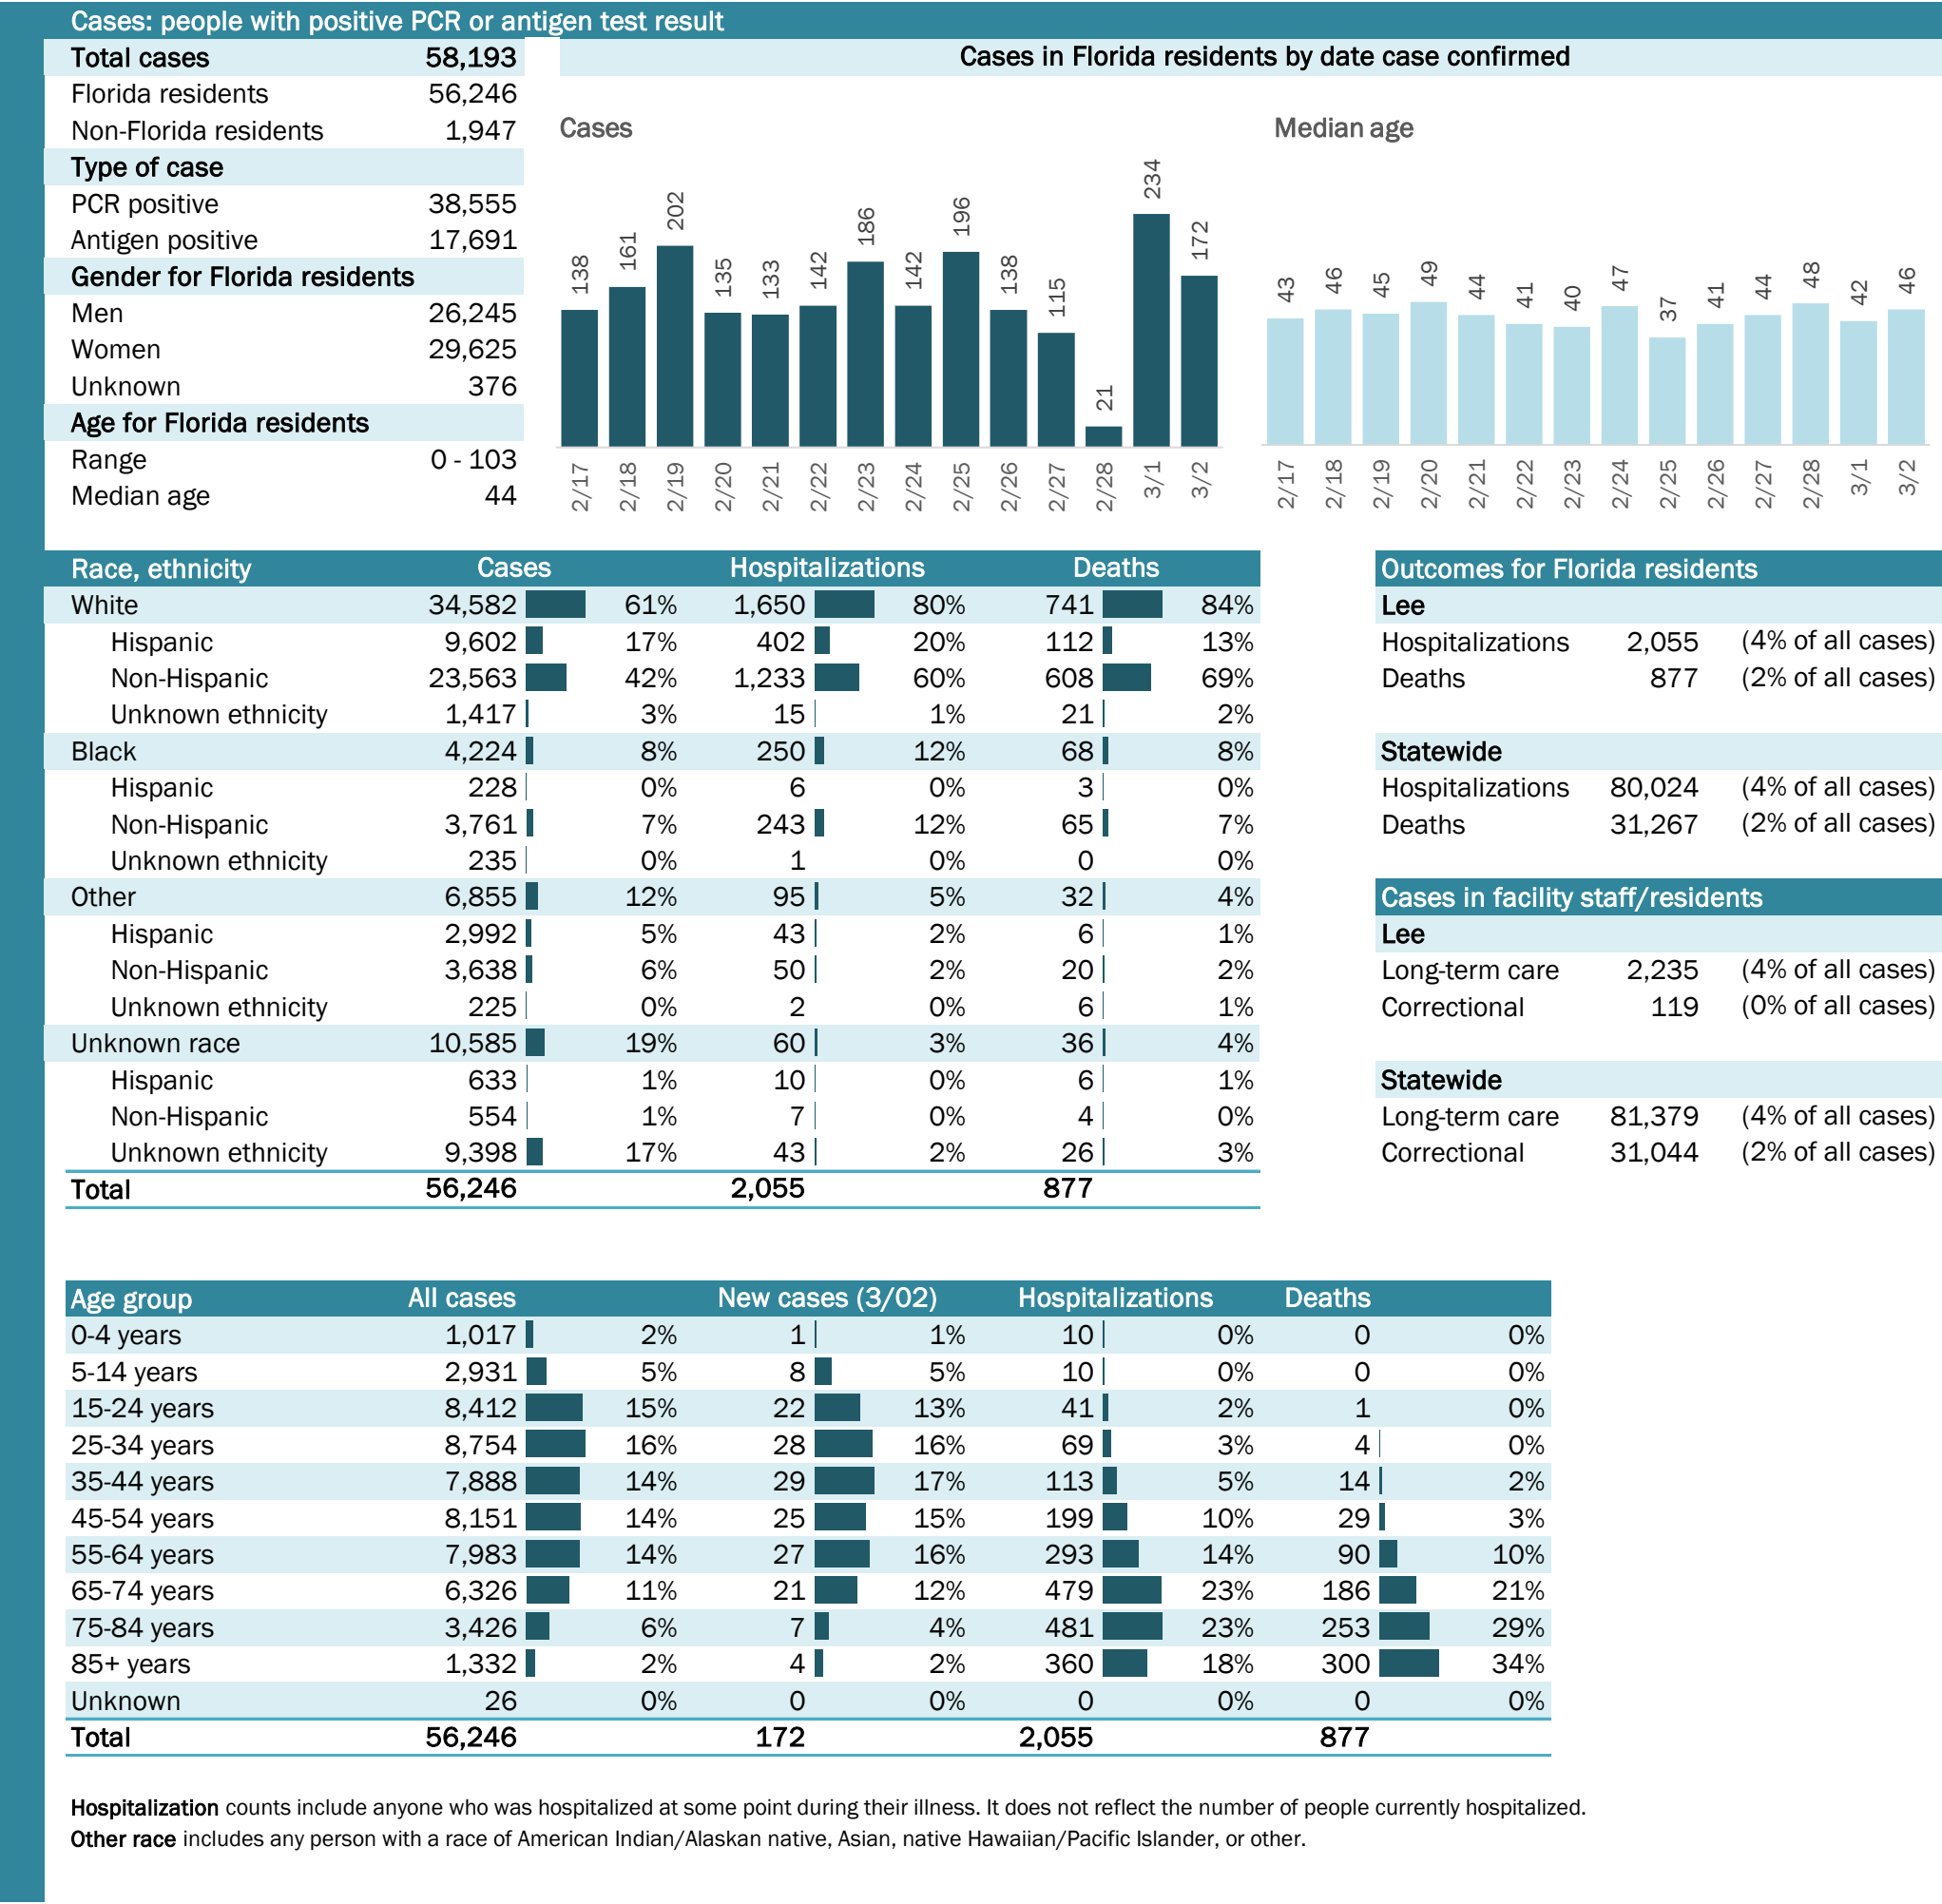 Cases: people with positive PCR or antigen test result
Total cases 58,193
Florida residents 56,246
Non-Florida residents 1,947
Type of case
PCR positive 38,555
Antigen positive 17,691
Gender for Florida residents
Men 26,245
Women 29,625
Unknown 376
Age for Florida residents
Range 0 - 103
Median age 44
Cases in Florida residents by date case confirmed
Cases
138 161 202 135 133 142 186 142 196 138 115 21 234 172
2/17 2/18 2/19 2/20 2/21 2/22 2/23 2/24 2/25 2/26 2/27 2/28 3/1 3/2
Median age
43 46 45 49 44 41 40 47 37 41 44 48 42 46
2/17 2/18 2/19 2/20 2/21 2/22 2/23 2/24 2/25 2/26 2/27 2/28 3/1 3/2
Race, ethnicity Cases Hospitalizations Deaths
White 34,582 61% 1,650 80% 741 84%
Hispanic 9,602 17% 402 20% 112 13%
Non-Hispanic 23,563 42% 1,233 60% 608 69%
Unknown ethnicity 1,417 3% 15 1% 21 2%
Black 4,224 8% 250 12% 68 8%
Hispanic 228 0% 6 0% 3 0%
Non-Hispanic 3,761 7% 243 12% 65 7%
Unknown ethnicity 235 0% 1 0% 0 0%
Other 6,855 12% 95 5% 32 4%
Hispanic 2,992 5% 43 2% 6 1%
Non-Hispanic 3,638 6% 50 2% 20 2%
Unknown ethnicity 225 0% 2 0% 6 1%
Unknown race 10,585 19% 60 3% 36 4%
Hispanic 633 1% 10 0% 6 1%
Non-Hispanic 554 1% 7 0% 4 0%
Unknown ethnicity 9,398 17% 43 2% 26 3%
Total 56,246 2,055 877
Outcomes for Florida residents
Lee
Hospitalizations 2,055 (4% of all cases)
Deaths 877 (2% of all cases)
Statewide
Hospitalizations 80,024 (4% of all cases)
Deaths 31,267 (2% of all cases)
Cases in facility staff/residents
Lee
Long-term care 2,235 (4% of all cases)
Correctional 119 (0% of all cases)
Statewide
Long-term care 81,379 (4% of all cases)
Correctional 31,044 (2% of all cases)
Age group All cases New cases (3/02) Hospitalizations Deaths
0-4 years 1,017 2% 1 1% 10 0% 0 0%
5-14 years 2,931 5% 8 5% 10 0% 0 0%
15-24 years 8,412 15% 22 13% 41 2% 1 0%
25-34 years 8,754 16% 28 16% 69 3% 4 0%
35-44 years 7,888 14% 29 17% 113 5% 14 2%
45-54 years 8,151 14% 25 15% 199 10% 29 3%
55-64 years 7,983 14% 27 16% 293 14% 90 10%
65-74 years 6,326 11% 21 12% 479 23% 186 21%
75-84 years 3,426 6% 7 4% 481 23% 253 29%
85+ years 1,332 2% 4 2% 360 18% 300 34%
Unknown 26 0% 0 0% 0 0% 0 0%
Total 56,246 172 2,055 877
Hospitalization counts include anyone who was hospitalized at some point during their illness. It does not reflect the number of people currently hospitalized.
Other race includes any person with a race of American Indian/Alaskan native, Asian, native Hawaiian/Pacific Islander, or other.